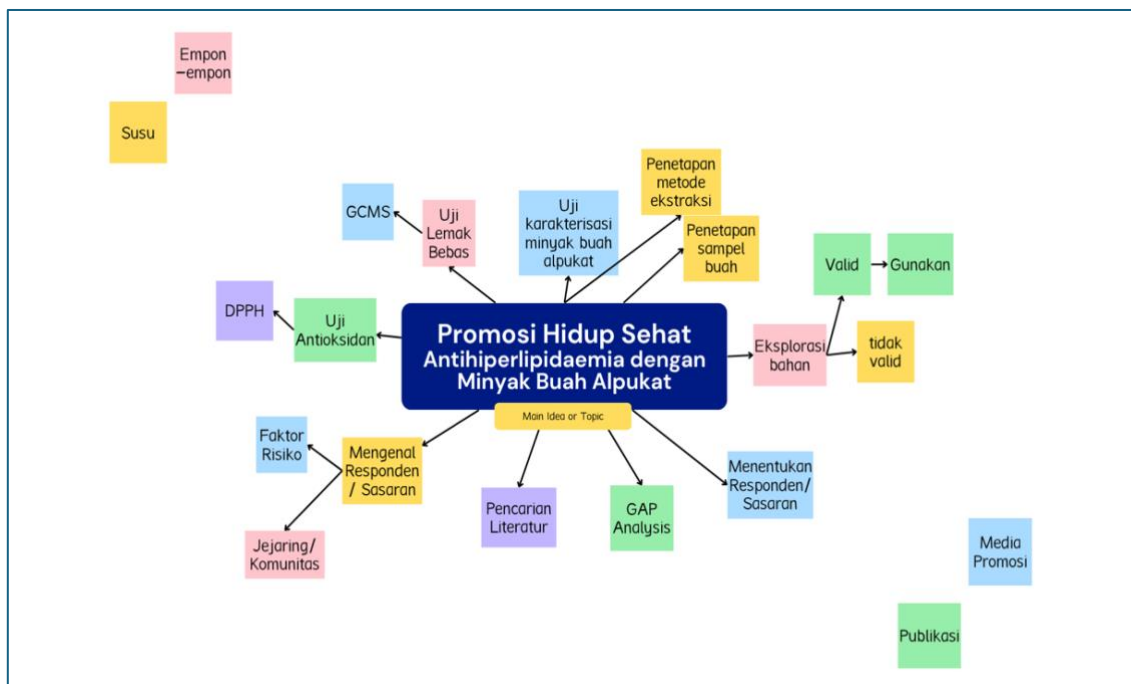 Empon
-empon
Susu
Penetapan
metode
ekstraksi
GCMS
Uji
Lemak
Bebas
Uji
karakterisasi
minyak buah
alpukat
Penetapan
sampel
buah
Valid
Gunakan
DPPH
Uji
Antioksidan
Promosi Hidup Sehat
Antihiperlipidaemia dengan
Minyak Buah Alpukat
Eksplorasi
bahan
tidak
valid
Main Idea or Topic
Faktor
Risiko
Mengenal
Responden
/ Sasaran
Pencarian
Literatur
GAP
Analysis
Menentukan
Responden/
Sasaran
Jejaring/
Komunitas
Media
Promosi
Publikasi